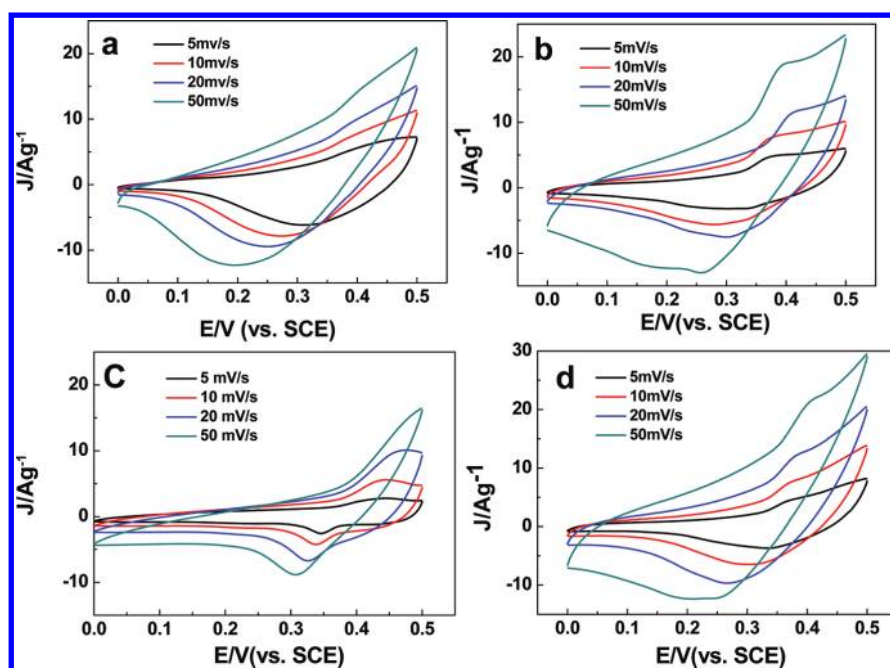 a
5mv/s
10mv/s
20mv/s
50mv/s
20
10
0
-10
J/Ag⁻¹
0.0 0.1 0.2 0.3 0.4 0.5
E/V (vs. SCE)
b
5mV/s
10mV/s
20mV/s
50mV/s
20
10
0
-10
J/Ag⁻¹
0.0 0.1 0.2 0.3 0.4 0.5
E/V(vs. SCE)
C
5 mV/s
10 mV/s
20 mV/s
50 mV/s
20
10
0
-10
J/Ag⁻¹
0.0 0.1 0.2 0.3 0.4 0.5
E/V(vs. SCE)
d
5mV/s
10mV/s
20mV/s
50mV/s
30
20
10
0
-10
J/Ag-1
0.0 0.1 0.2 0.3 0.4 0.5
E/V(vs. SCE)